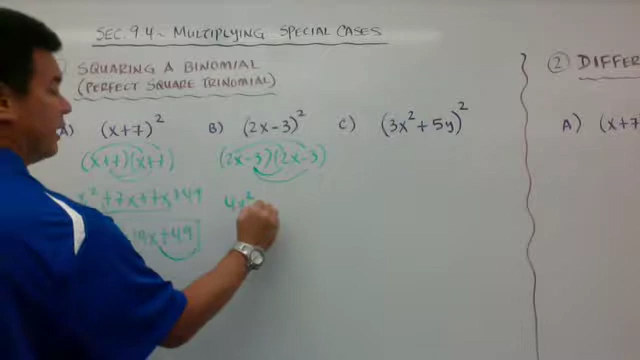 SEC. 9.4 - MULTIPLYING SPECIAL CASES
SQUARING A BINOMIAL
(PERFECT SQUARE TRINOMIAL)
A) (x+7)²
(x+7)(x+7)
x² +7x+7x+49
x+49
B) (2x-3)²
(2x-3)(2x-3)
4x²
C) (3x²+5y)²
② DIFFER
A) (x+7